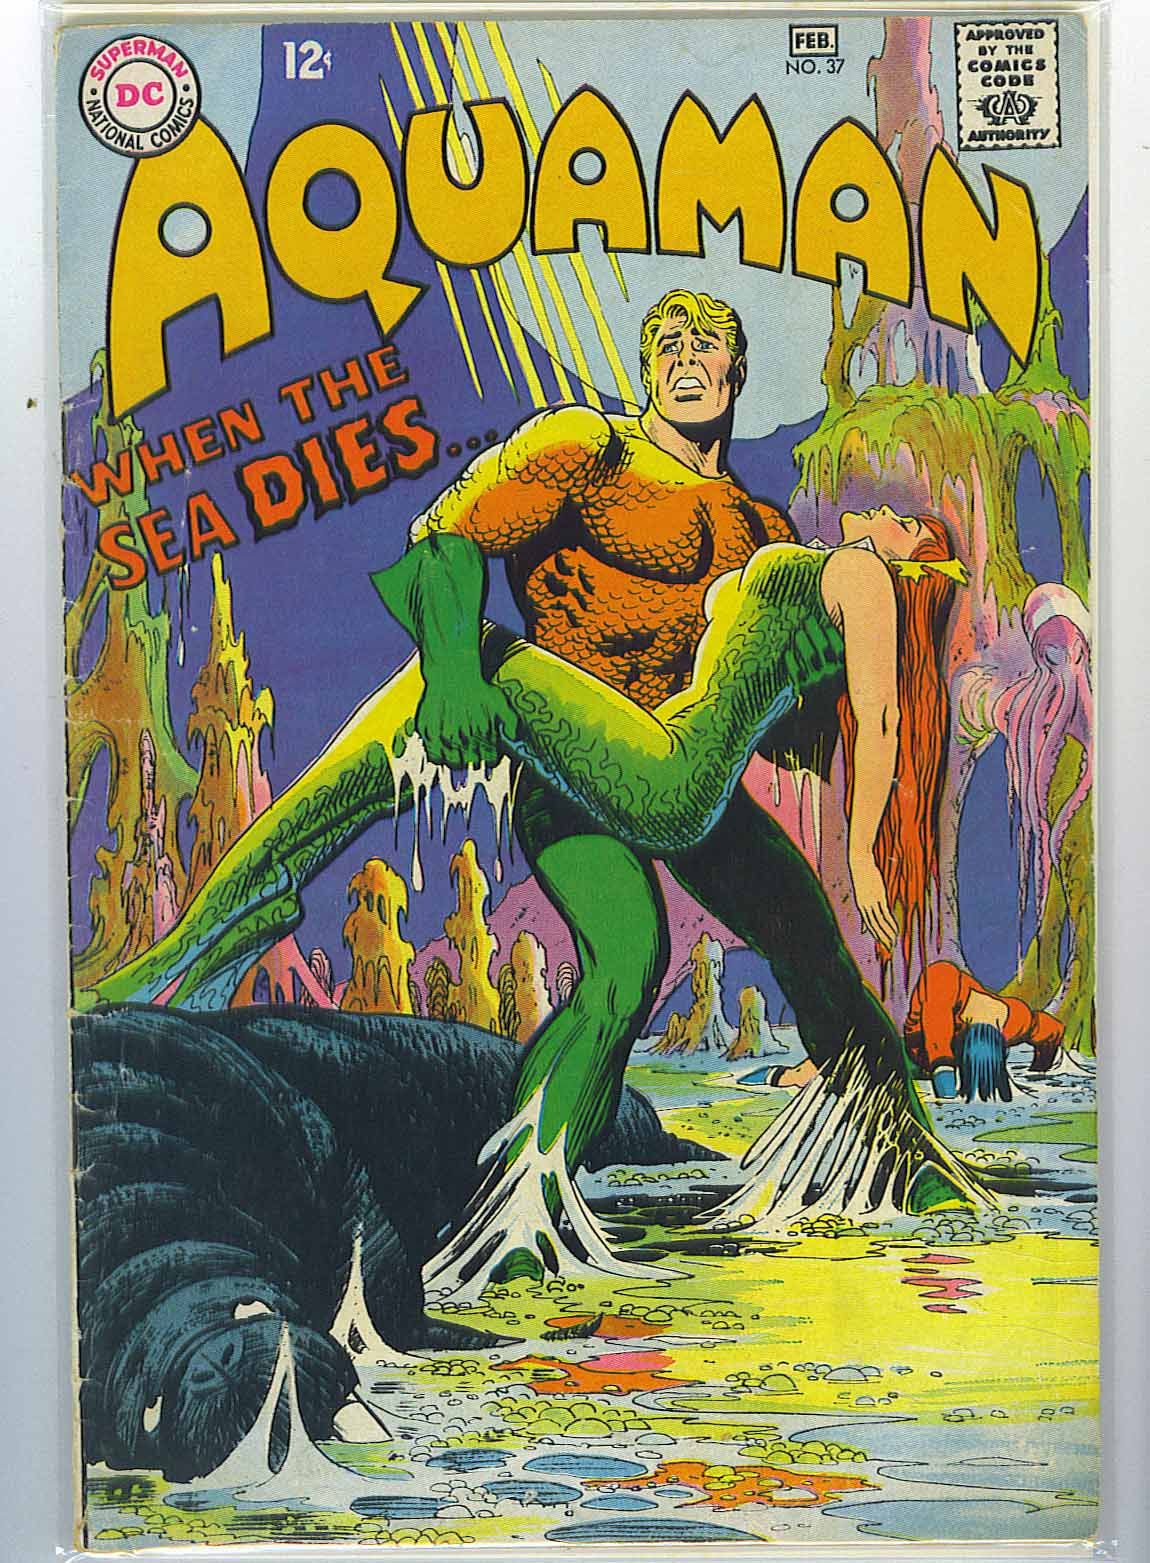 SUPERMAN
DC
NATIONAL COMICS
12¢
FEB.
NO. 37
APPROVED
BY THE
COMICS
CODE
CA
AUTHORITY
AQUAMAN
WHEN THE
SEA DIES...